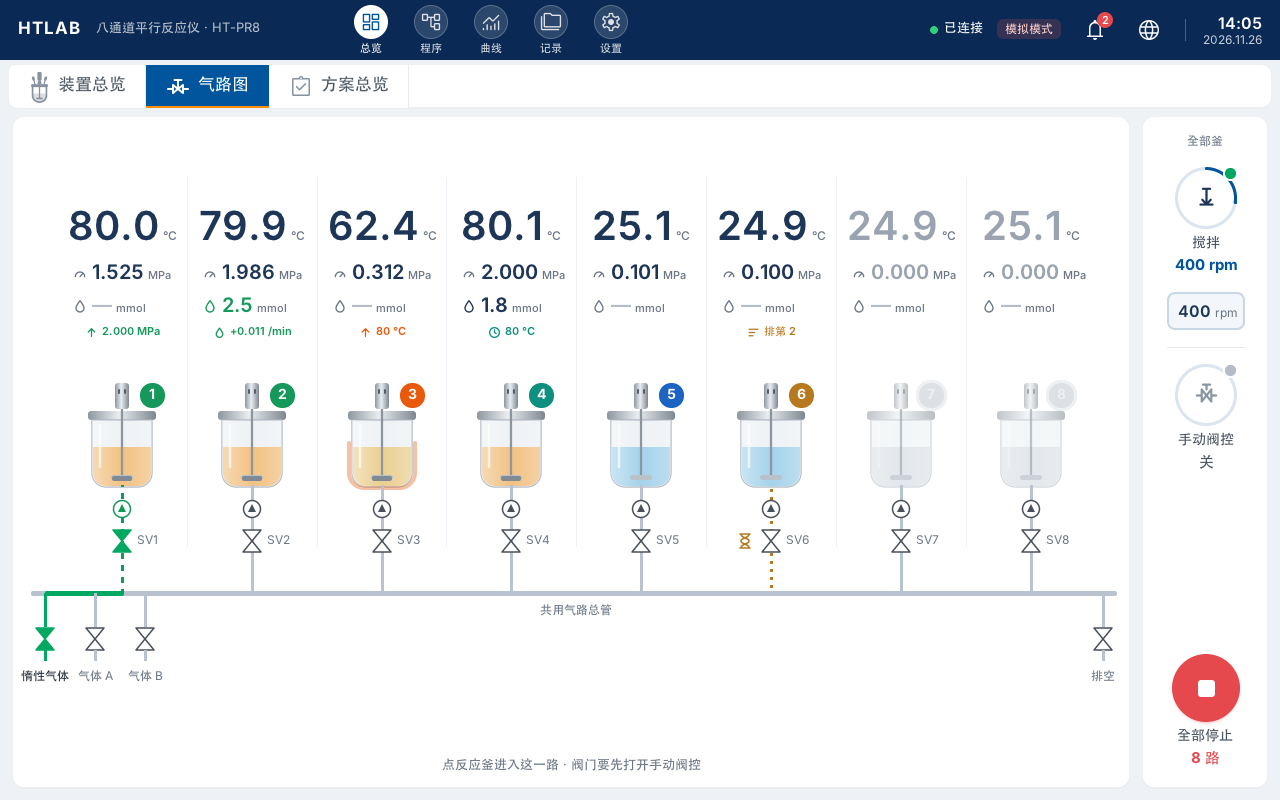 HTLAB 八通道平行反应仪 · HT-PR8
总览 程序 曲线 记录 设置
已连接 模拟模式 2
14:05
2026.11.26
装置总览 气路图 方案总览
80.0 °C 79.9 °C 62.4 °C 80.1 °C 25.1 °C 24.9 °C 24.9 °C 25.1 °C
1.525 MPa 1.986 MPa 0.312 MPa 2.000 MPa 0.101 MPa 0.100 MPa 0.000 MPa 0.000 MPa
— mmol 2.5 mmol — mmol 1.8 mmol — mmol — mmol — mmol — mmol
2.000 MPa +0.011 /min 80 °C 80 °C 排第 2
1 2 3 4 5 6 7 8
SV1 SV2 SV3 SV4 SV5 SV6 SV7 SV8
共用气路总管
惰性气体 气体 A 气体 B 排空
点反应釜进入这一路 · 阀门要先打开手动阀控
全部釜
搅拌
400 rpm
400 rpm
手动阀控
关
全部停止
8 路